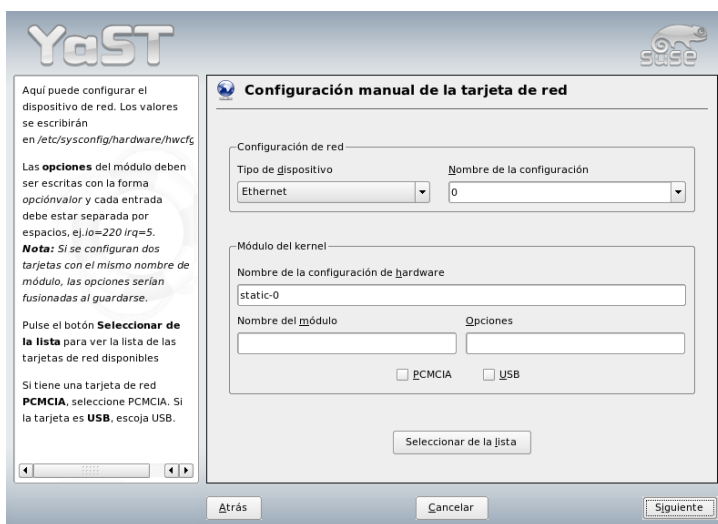 YaST
SUSE
Aquí puede configurar el
dispositivo de red. Los valores
se escribirán
en /etc/sysconfig/hardware/hwcfg
Las opciones del módulo deben
ser escritas con la forma
opciónvalor y cada entrada
debe estar separada por
espacios, ej.io=220 irq=5.
Nota: Si se configuran dos
tarjetas con el mismo nombre de
módulo, las opciones serían
fusionadas al guardarse.
Pulse el botón Seleccionar de
la lista para ver la lista de las
tarjetas de red disponibles
Si tiene una tarjeta de red
PCMCIA, seleccione PCMCIA. Si
la tarjeta es USB, escoja USB.
Configuración manual de la tarjeta de red
Configuración de red
Tipo de dispositivo
Ethernet
Nombre de la configuración
0
Módulo del kernel
Nombre de la configuración de hardware
static-0
Nombre del módulo
Opciones
PCMCIA
USB
Seleccionar de la lista
Atrás
Cancelar
Siguiente